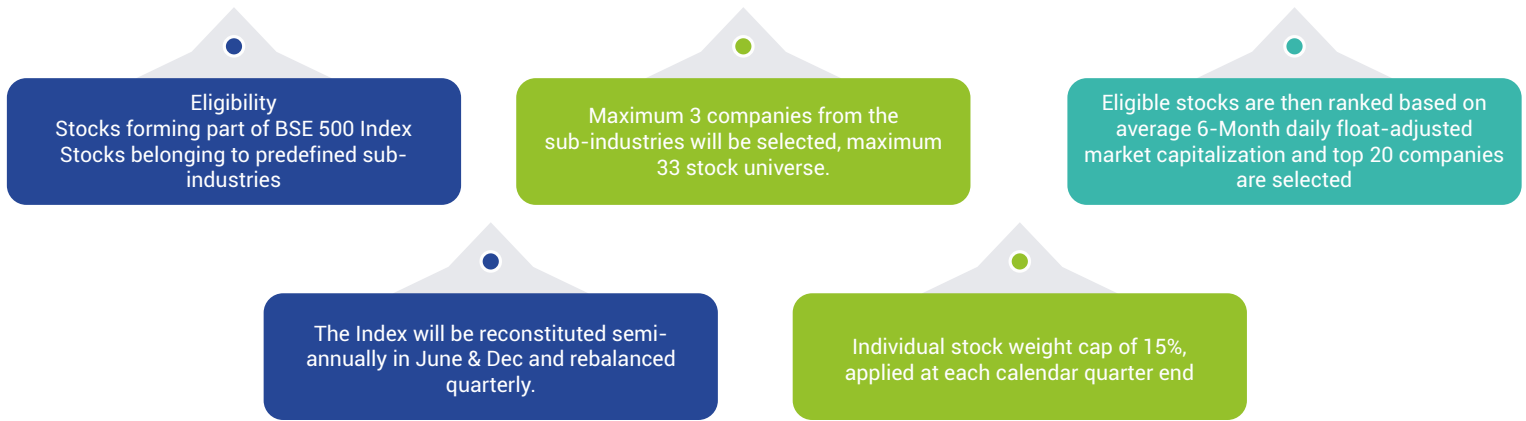 Eligibility
Stocks forming part of BSE 500 Index
Stocks belonging to predefined sub-
industries
Maximum 3 companies from the
sub-industries will be selected, maximum
33 stock universe.
Eligible stocks are then ranked based on
average 6-Month daily float-adjusted
market capitalization and top 20 companies
are selected
The Index will be reconstituted semi-
annually in June & Dec and rebalanced
quarterly.
Individual stock weight cap of 15%,
applied at each calendar quarter end